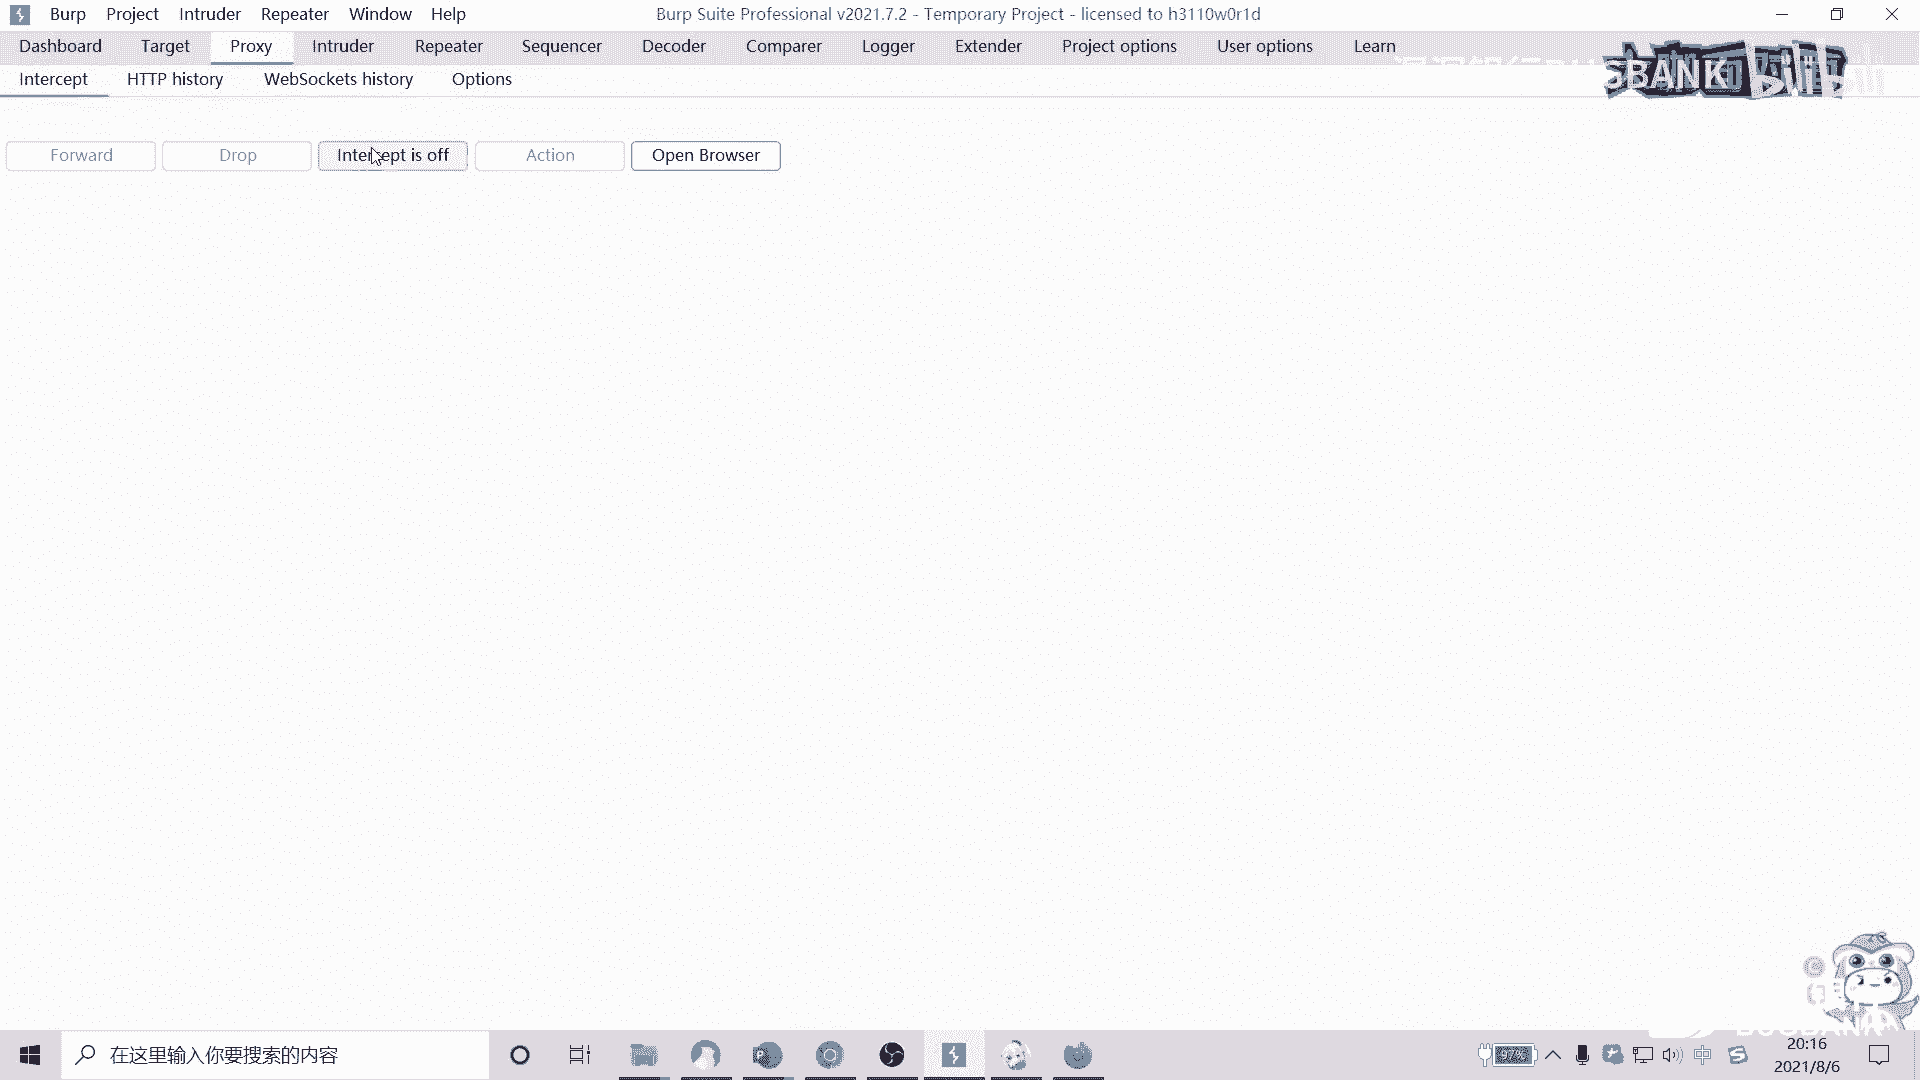 Burp Project Intruder Repeater Window Help Burp Suite Professional v2021.7.2 - Temporary Project - licensed to h3110w0r1d
Dashboard Target Proxy Intruder Repeater Sequencer Decoder Comparer Logger Extender Project options User options Learn
SBANK bilibili
Intercept HTTP history WebSockets history Options
Forward Drop Intercept is off Action Open Browser
在这里输入你要搜索的内容
97%
中
20:16
2021/8/6